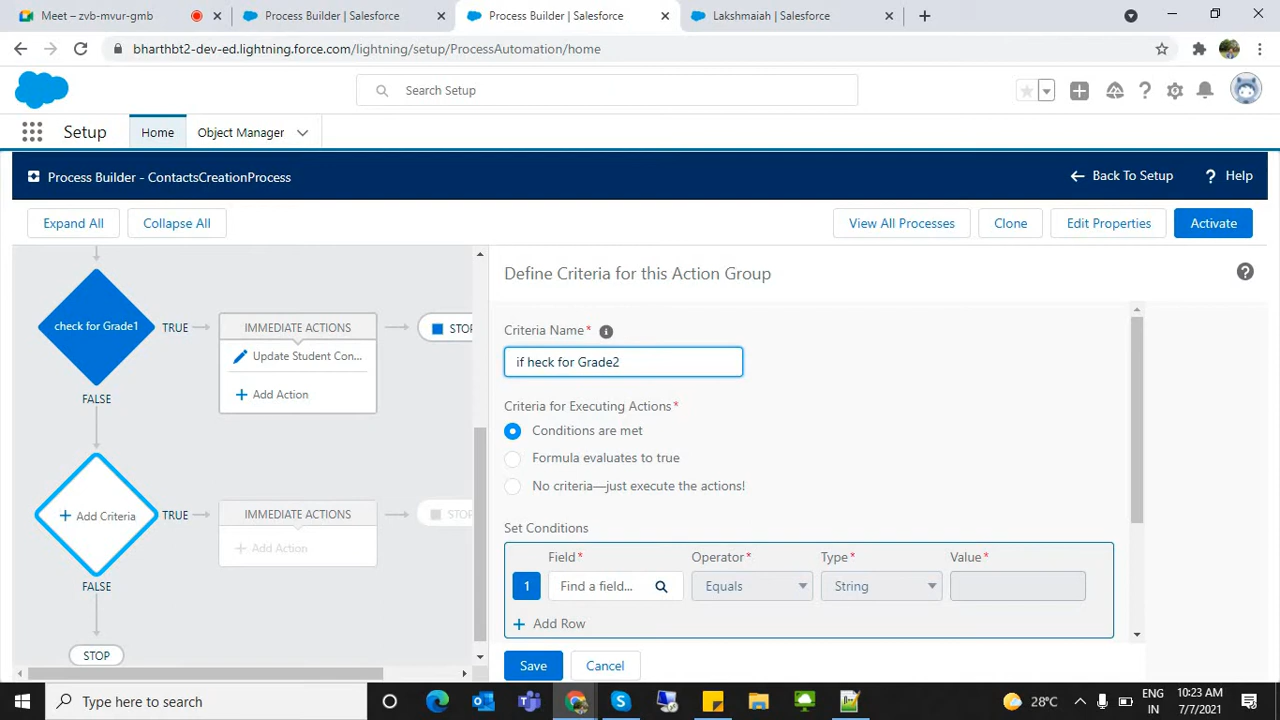 Meet – zvb-mvur-gmb
Process Builder | Salesforce
Process Builder | Salesforce
Lakshmaiah | Salesforce
bharthbt2-dev-ed.lightning.force.com/lightning/setup/ProcessAutomation/home
Search Setup
Setup
Home
Object Manager
Process Builder - ContactsCreationProcess
Back To Setup
? Help
Expand All
Collapse All
View All Processes
Clone
Edit Properties
Activate
check for Grade1
TRUE
IMMEDIATE ACTIONS
STOP
Update Student Con...
+ Add Action
FALSE
+ Add Criteria
TRUE
IMMEDIATE ACTIONS
STOP
+ Add Action
FALSE
STOP
Define Criteria for this Action Group
Criteria Name*
if heck for Grade2
Criteria for Executing Actions*
Conditions are met
Formula evaluates to true
No criteria—just execute the actions!
Set Conditions
Field* Operator* Type* Value*
1 Find a field... Equals String
+ Add Row
Save
Cancel
Type here to search
28°C
ENG
IN
10:23 AM
7/7/2021